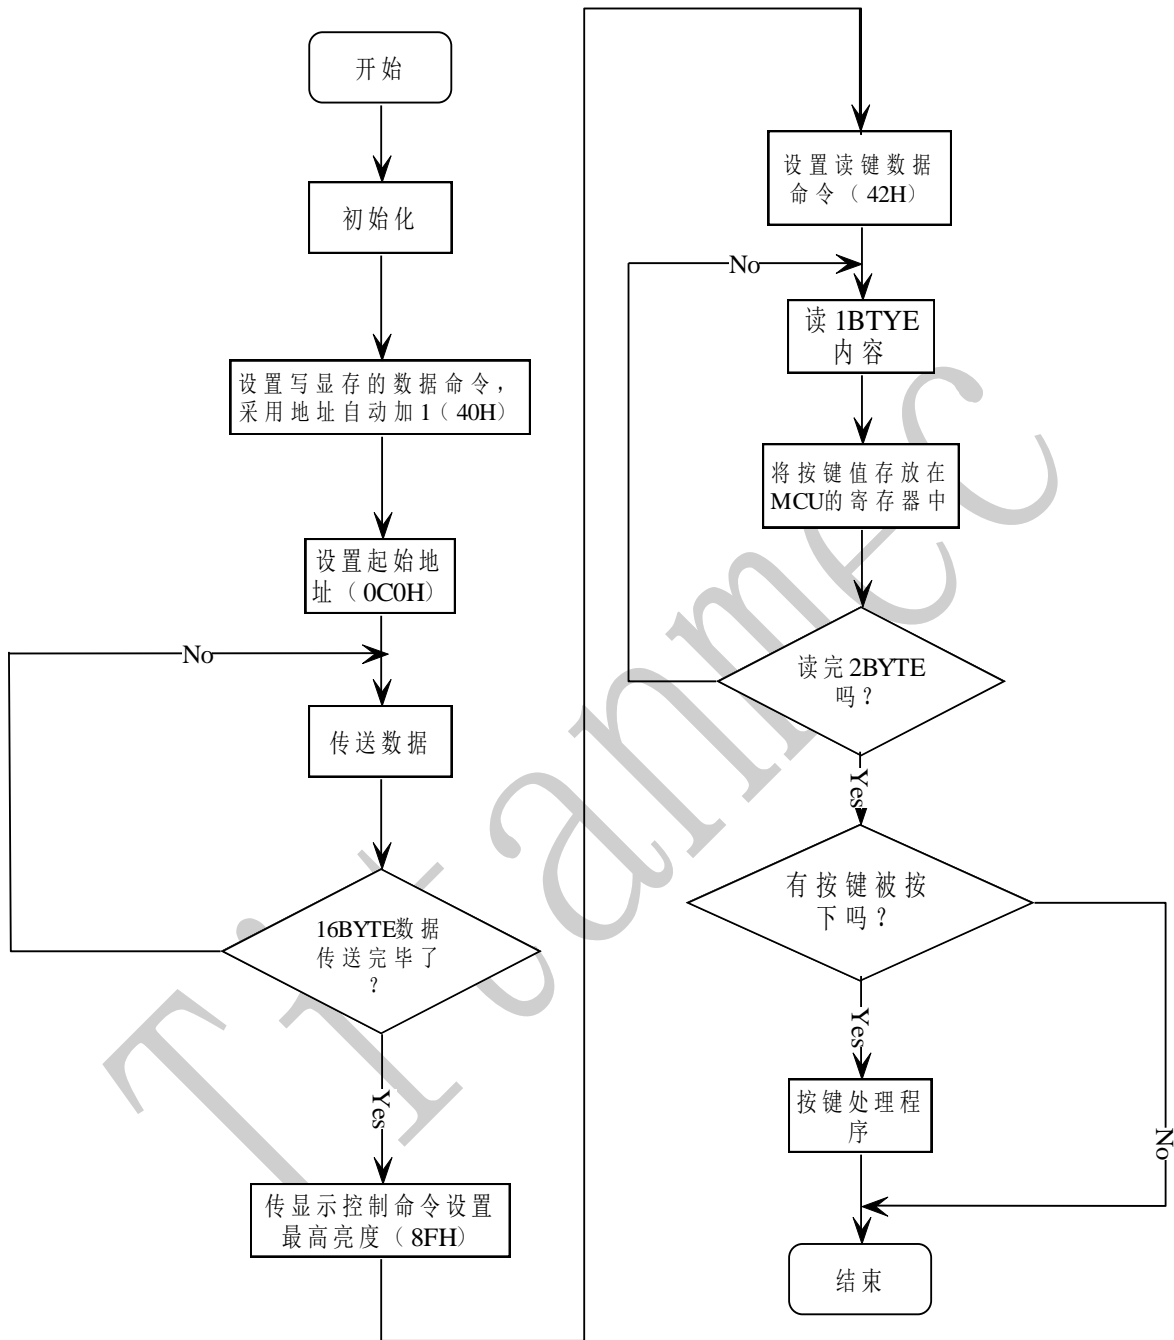 开始
初始化
设置写显存的数据命令，
采用地址自动加1（40H）
设置起始地
址（0C0H）
No
传送数据
16BYTE数据
传送完毕了
？
Yes
传显示控制命令设置
最高亮度（8FH）
设置读键数据
命令（42H）
No
读1BTYE
内容
将按键值存放在
MCU的寄存器中
读完2BYTE
吗？
Yes
有按键被按
下吗？
Yes
No
按键处理程
序
结束
Titanmec